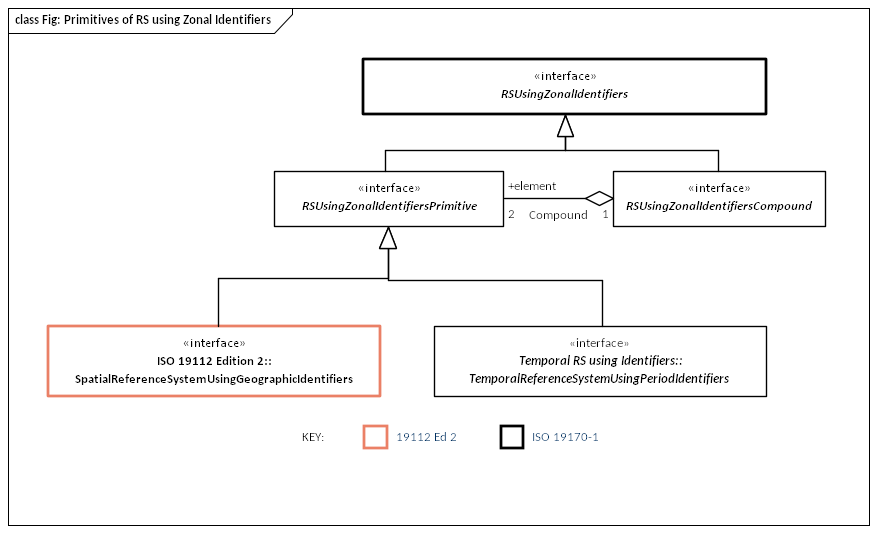 class Fig: Primitives of RS using Zonal Identifiers
«interface»
RSUsingZonalIdentifiers
«interface»
RSUsingZonalIdentifiersPrimitive
+element
2
Compound
1
«interface»
RSUsingZonalIdentifiersCompound
«interface»
ISO 19112 Edition 2::
SpatialReferenceSystemUsingGeographicIdentifiers
«interface»
Temporal RS using Identifiers::
TemporalReferenceSystemUsingPeriodIdentifiers
KEY:
19112 Ed 2
ISO 19170-1